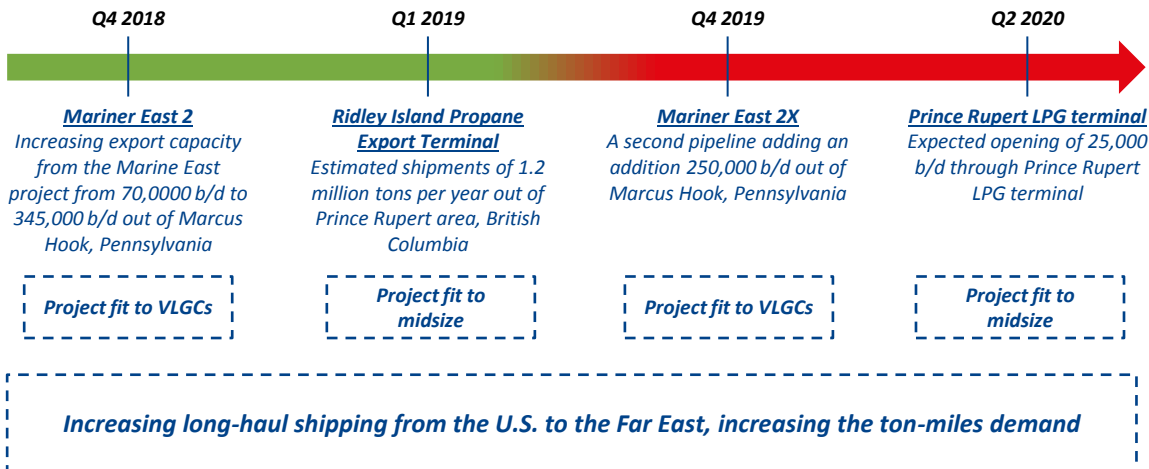 Q4 2018
Q1 2019
Q4 2019
Q2 2020
Mariner East 2
Increasing export capacity
from the Marine East
project from 70,0000 b/d to
345,000 b/d out of Marcus
Hook, Pennsylvania
Ridley Island Propane
Export Terminal
Estimated shipments of 1.2
million tons per year out of
Prince Rupert area, British
Columbia
Mariner East 2X
A second pipeline adding an
addition 250,000 b/d out of
Marcus Hook, Pennsylvania
Prince Rupert LPG terminal
Expected opening of 25,000
b/d through Prince Rupert
LPG terminal
Project fit to VLGCs
Project fit to
midsize
Project fit to VLGCs
Project fit to
midsize
Increasing long-haul shipping from the U.S. to the Far East, increasing the ton-miles demand